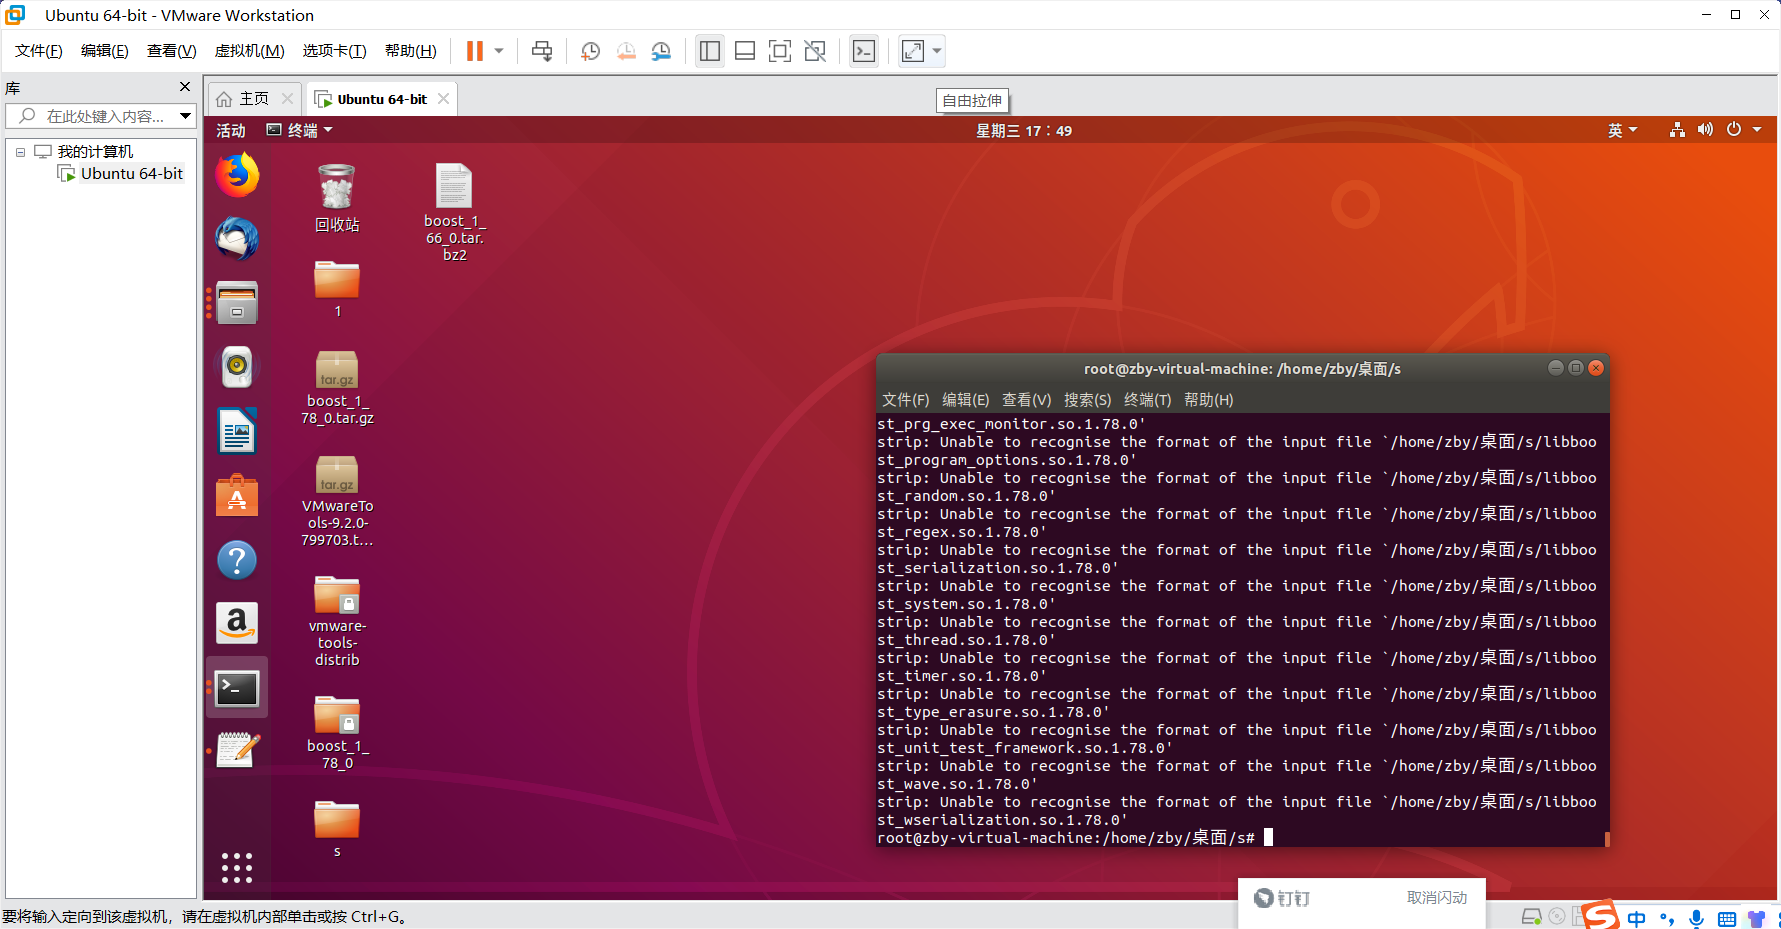 Ubuntu 64-bit - VMware Workstation
文件(F) 编辑(E) 查看(V) 虚拟机(M) 选项卡(T) 帮助(H)
库
在此处键入内容...
我的计算机
Ubuntu 64-bit
主页
Ubuntu 64-bit
自由拉伸
活动 终端 星期三 17：49 英
回收站
boost_1_
66_0.tar.
bz2
1
tar.gz
boost_1_
78_0.tar.gz
tar.gz
VMwareTo
ols-9.2.0-
799703.t...
vmware-
tools-
distrib
boost_1_
78_0
s
root@zby-virtual-machine: /home/zby/桌面/s
文件(F) 编辑(E) 查看(V) 搜索(S) 终端(T) 帮助(H)
st_prg_exec_monitor.so.1.78.0'
strip: Unable to recognise the format of the input file `/home/zby/桌面/s/libboo
st_program_options.so.1.78.0'
strip: Unable to recognise the format of the input file `/home/zby/桌面/s/libboo
st_random.so.1.78.0'
strip: Unable to recognise the format of the input file `/home/zby/桌面/s/libboo
st_regex.so.1.78.0'
strip: Unable to recognise the format of the input file `/home/zby/桌面/s/libboo
st_serialization.so.1.78.0'
strip: Unable to recognise the format of the input file `/home/zby/桌面/s/libboo
st_system.so.1.78.0'
strip: Unable to recognise the format of the input file `/home/zby/桌面/s/libboo
st_thread.so.1.78.0'
strip: Unable to recognise the format of the input file `/home/zby/桌面/s/libboo
st_timer.so.1.78.0'
strip: Unable to recognise the format of the input file `/home/zby/桌面/s/libboo
st_type_erasure.so.1.78.0'
strip: Unable to recognise the format of the input file `/home/zby/桌面/s/libboo
st_unit_test_framework.so.1.78.0'
strip: Unable to recognise the format of the input file `/home/zby/桌面/s/libboo
st_wave.so.1.78.0'
strip: Unable to recognise the format of the input file `/home/zby/桌面/s/libboo
st_wserialization.so.1.78.0'
root@zby-virtual-machine:/home/zby/桌面/s#
钉钉 取消闪动
要将输入定向到该虚拟机，请在虚拟机内部单击或按 Ctrl+G。
中